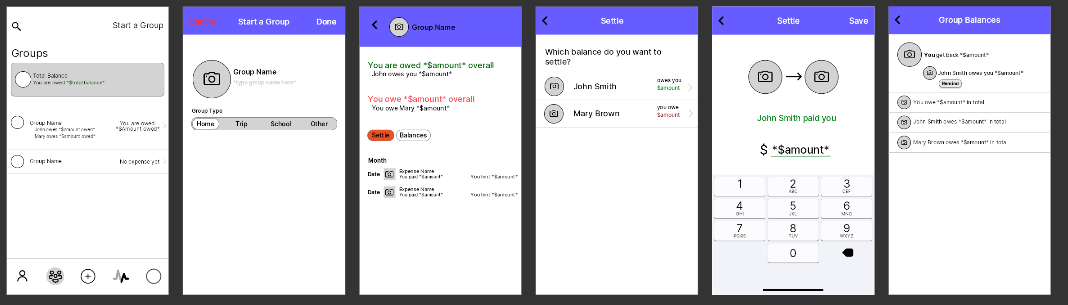 Start a Group
Groups
Total Balance
You are owed *$total balance*
Group Name
John owes you *$amount owed*
Mary owes *$amount owed*
You are owed
*$Amount owed*
Group Name
No expense yet
Start a Group
Done
Group Name
*type group name here*
Group Type
Home
Trip
School
Other
Group Name
You are owed *$amount* overall
John owes you *$amount*
You owe *$amount* overall
You owe Mary *$amount*
Settle
Balances
Month
Date
Expense Name
You paid *$amount*
You lent *$amount*
Date
Expense Name
You paid *$amount*
You lent *$amount*
Settle
Which balance do you want to
settle?
John Smith
owes you
$amount
Mary Brown
you owe
$amount
Settle
Save
John Smith paid you
$ *$amount*
1
2
ABC
3
DEF
4
GHI
5
JKL
6
MNO
7
PQRS
8
TUV
9
WXYZ
0
Group Balances
You get back *$amount*
John Smith owes you *$amount*
Remind
You owe *$amount* in total
John Smith owes *$amount* in total
Mary Brown owes *$amount* in total